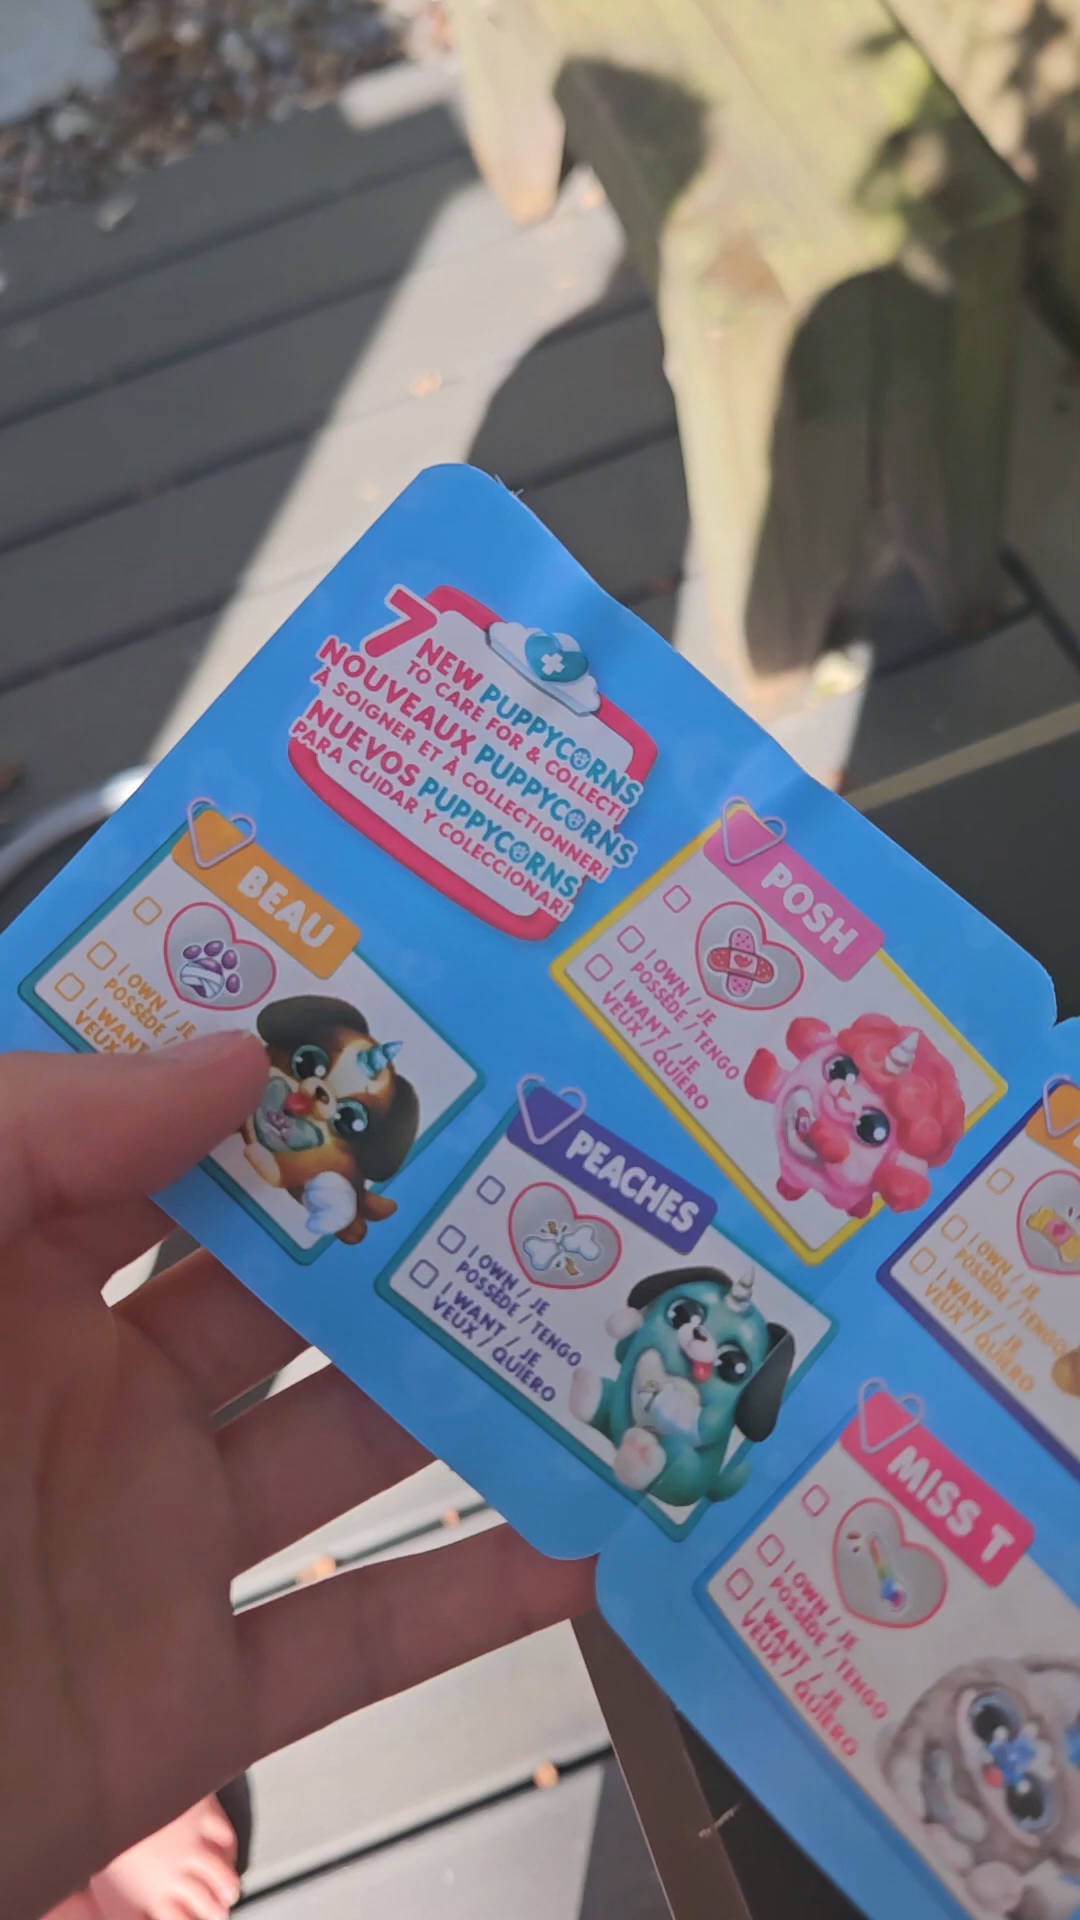 7 NEW PUPPYCORNS
TO CARE FOR & COLLECT!
NOUVEAUX PUPPYCORNS
À SOIGNER ET À COLLECTIONNER!
NUEVOS PUPPYCORNS
PARA CUIDAR Y COLECCIONAR!
BEAU
I OWN / JE
POSSÈDE /
I WANT
VEUX
POSH
I OWN / JE
POSSÈDE / TENGO
I WANT / JE
VEUX / QUIERO
PEACHES
I OWN / JE
POSSÈDE / TENGO
I WANT / JE
VEUX / QUIERO
I OWN / JE
POSSÈDE / TENGO
I WANT / JE
VEUX / QUIERO
MISS T
I OWN / JE
POSSÈDE / TENGO
I WANT / JE
VEUX / QUIERO